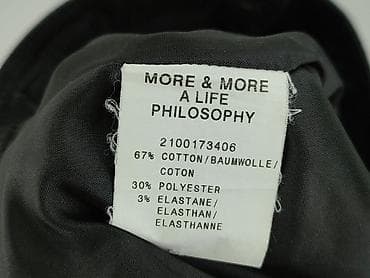 MORE & MORE
A LIFE
PHILOSOPHY
2100173406
67% COTTON/BAUMWOLLE/
COTON
30% POLYESTER
3% ELASTANE/
ELASTHAN/
ELASTHANNE